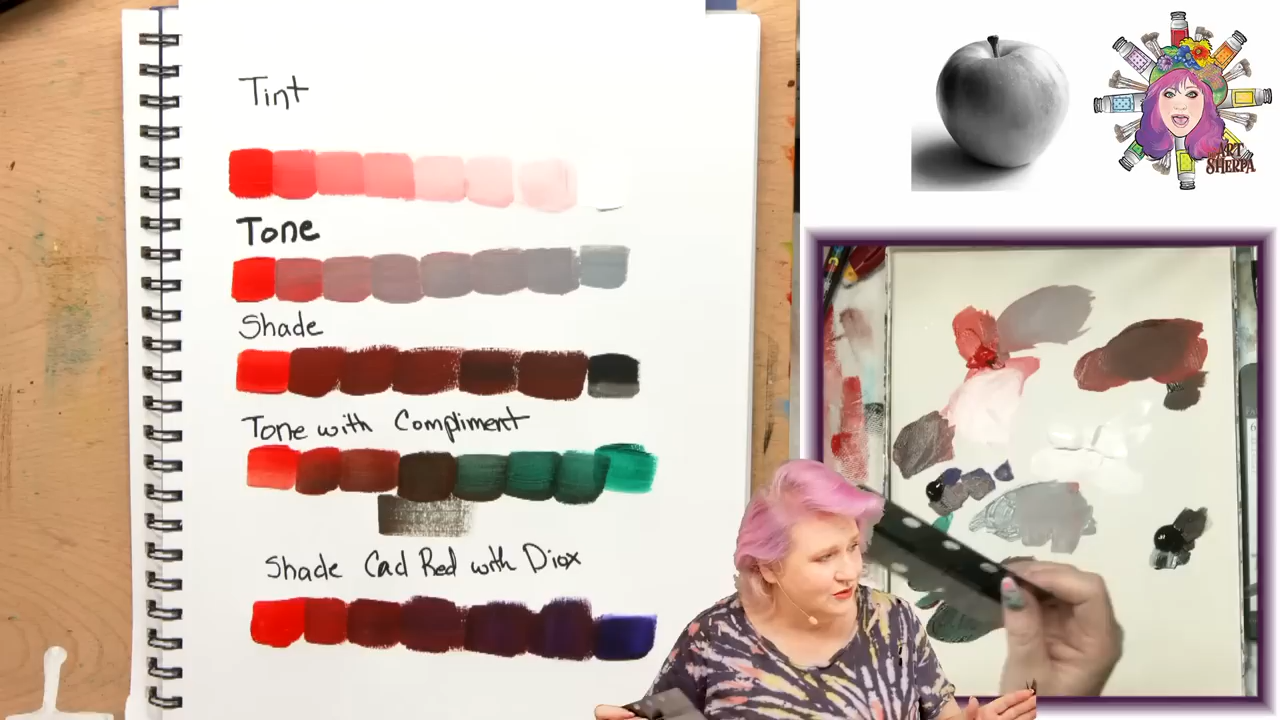 Tint
Tone
Shade
Tone with Compliment
Shade Cad Red with Diox
ART
SHERPA